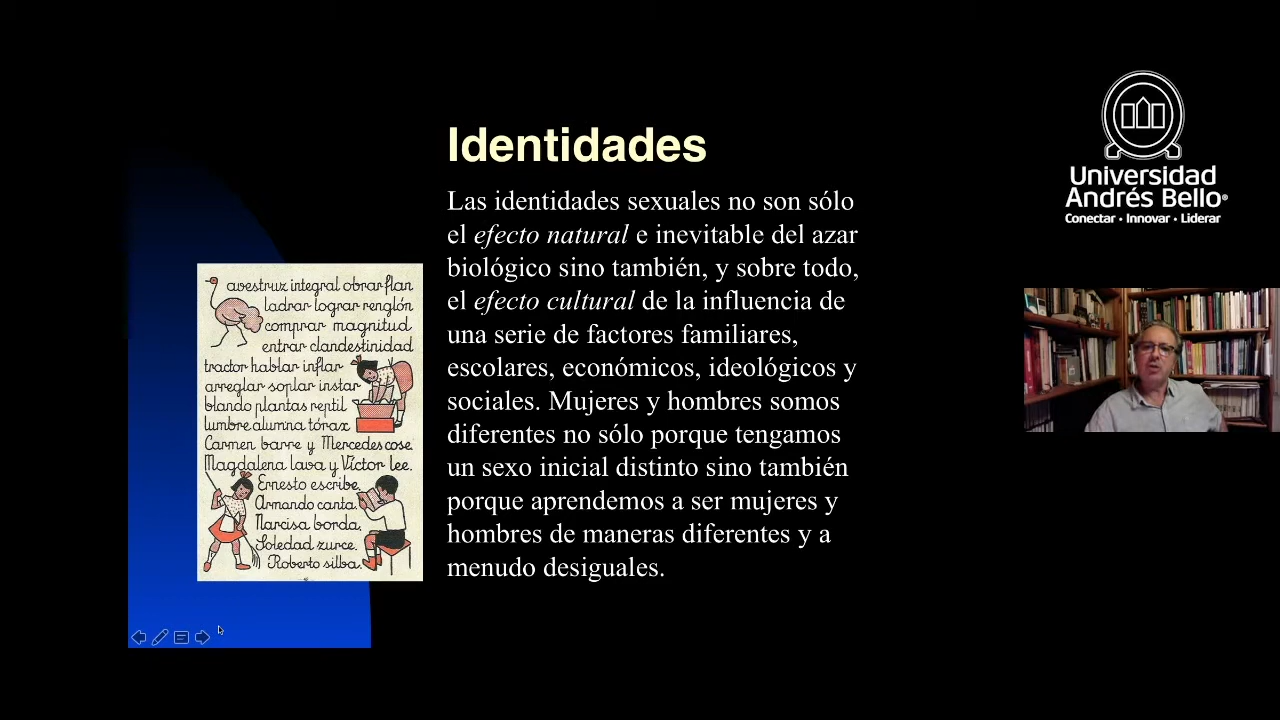 Identidades
Las identidades sexuales no son sólo
el efecto natural e inevitable del azar
biológico sino también, y sobre todo,
el efecto cultural de la influencia de
una serie de factores familiares,
escolares, económicos, ideológicos y
sociales. Mujeres y hombres somos
diferentes no sólo porque tengamos
un sexo inicial distinto sino también
porque aprendemos a ser mujeres y
hombres de maneras diferentes y a
menudo desiguales.
avestruz integral obrar flan
ladrar lograr renglón
comprar magnitud
entrar clandestinidad
tractor hablar inflar
arreglar soplar instar
blando plantas reptil
lumbre alumna tórax
Carmen barre y Mercedes cose.
Magdalena lava y Víctor lee.
Ernesto escribe.
Armando canta.
Narcisa borda.
Soledad zurce.
Roberto silba.
Universidad
Andrés Bello®
Conectar • Innovar • Liderar